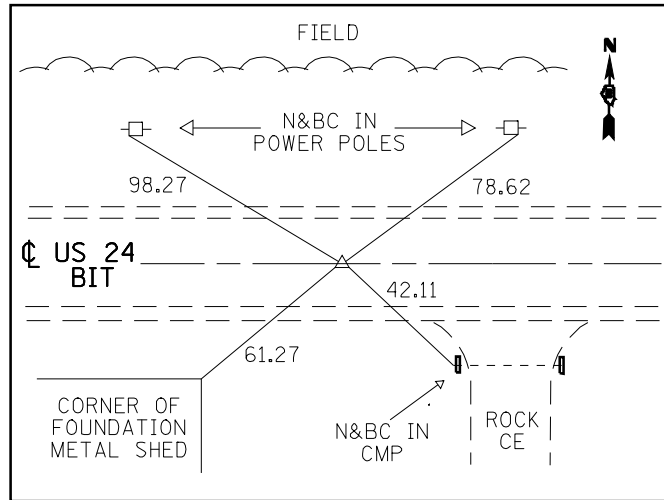 FIELD
N
N&BC IN
POWER POLES
98.27
78.62
℄ US 24
BIT
42.11
61.27
CORNER OF
FOUNDATION
METAL SHED
N&BC IN
CMP
ROCK
CE